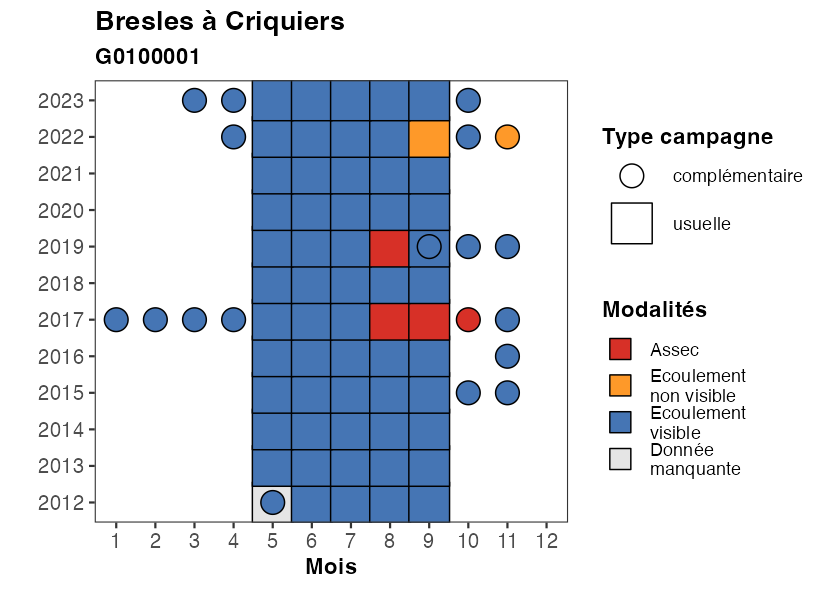 Bresles à Criquiers
G0100001
2023
2022
2021
2020
2019
2018
2017
2016
2015
2014
2013
2012
1 2 3 4 5 6 7 8 9 10 11 12
Mois
Type campagne
complémentaire
usuelle
Modalités
Assec
Ecoulement
non visible
Ecoulement
visible
Donnée
manquante